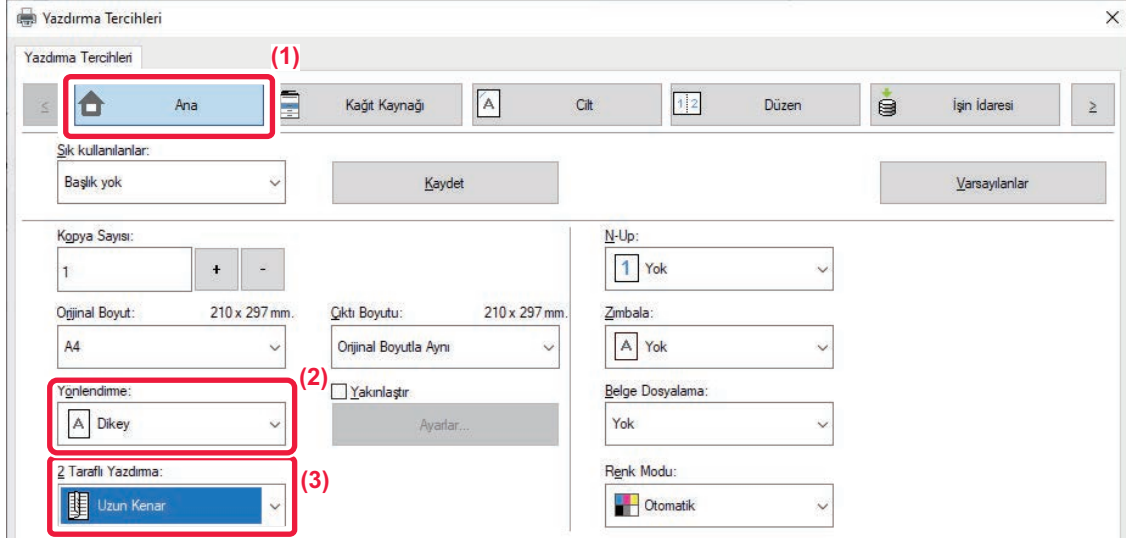 Yazdırma Tercihleri
Yazdırma Tercihleri
(1)
< Ana Kağıt Kaynağı A Cilt 1 2 Düzen İşin İdaresi >
Sık kullanılanlar:
Başlık yok Kaydet Varsayılanlar
Kopya Sayısı: N-Up:
1 + - 1 Yok
Orijinal Boyut: 210 x 297 mm. Çıktı Boyutu: 210 x 297 mm. Zımbala:
A4 Orijinal Boyutla Aynı A Yok
(2)
Yönlendirme: Yakınlaştır Belge Dosyalama:
A Dikey Ayarlar... Yok
2 Taraflı Yazdırma: (3) Renk Modu:
Uzun Kenar Otomatik